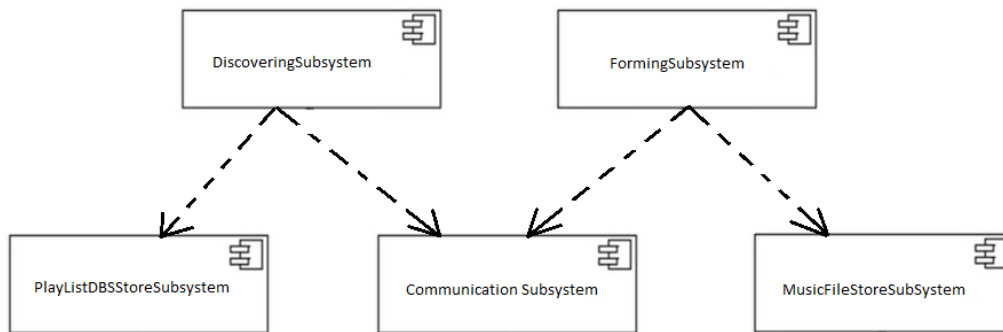 DiscoveringSubsystem
FormingSubsystem
PlayListDBSStoreSubsystem
Communication Subsystem
MusicFileStoreSubSystem